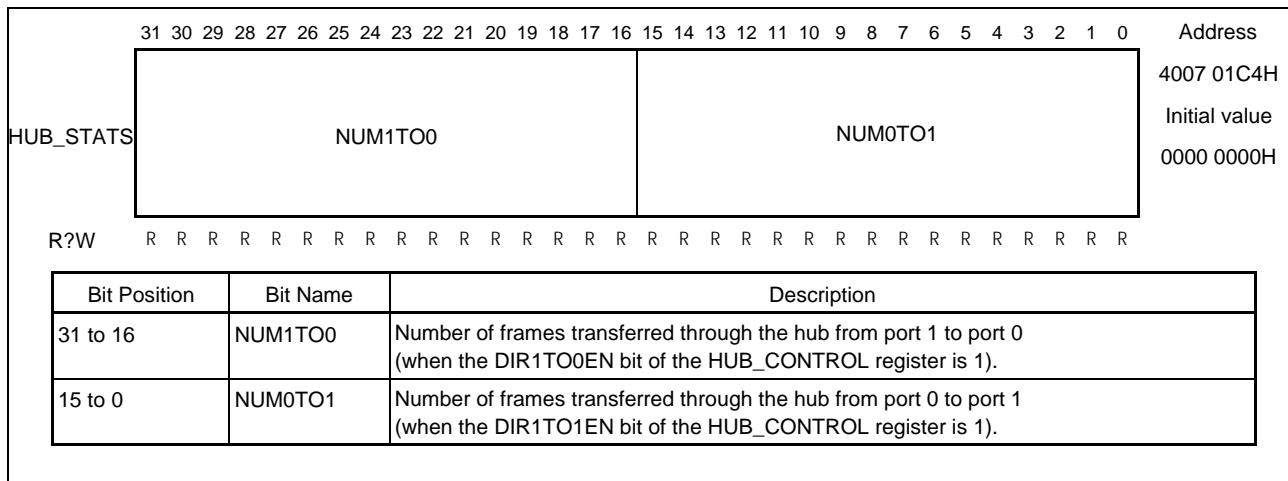 31 30 29 28 27 26 25 24 23 22 21 20 19 18 17 16 15 14 13 12 11 10 9 8 7 6 5 4 3 2 1 0 Address
4007 01C4H
HUB_STATS NUM1TO0 NUM0TO1 Initial value
0000 0000H
R?W R R R R R R R R R R R R R R R R R R R R R R R R R R R R R R R R
Bit Position Bit Name Description
31 to 16 NUM1TO0 Number of frames transferred through the hub from port 1 to port 0
(when the DIR1TO0EN bit of the HUB_CONTROL register is 1).
15 to 0 NUM0TO1 Number of frames transferred through the hub from port 0 to port 1
(when the DIR1TO1EN bit of the HUB_CONTROL register is 1).